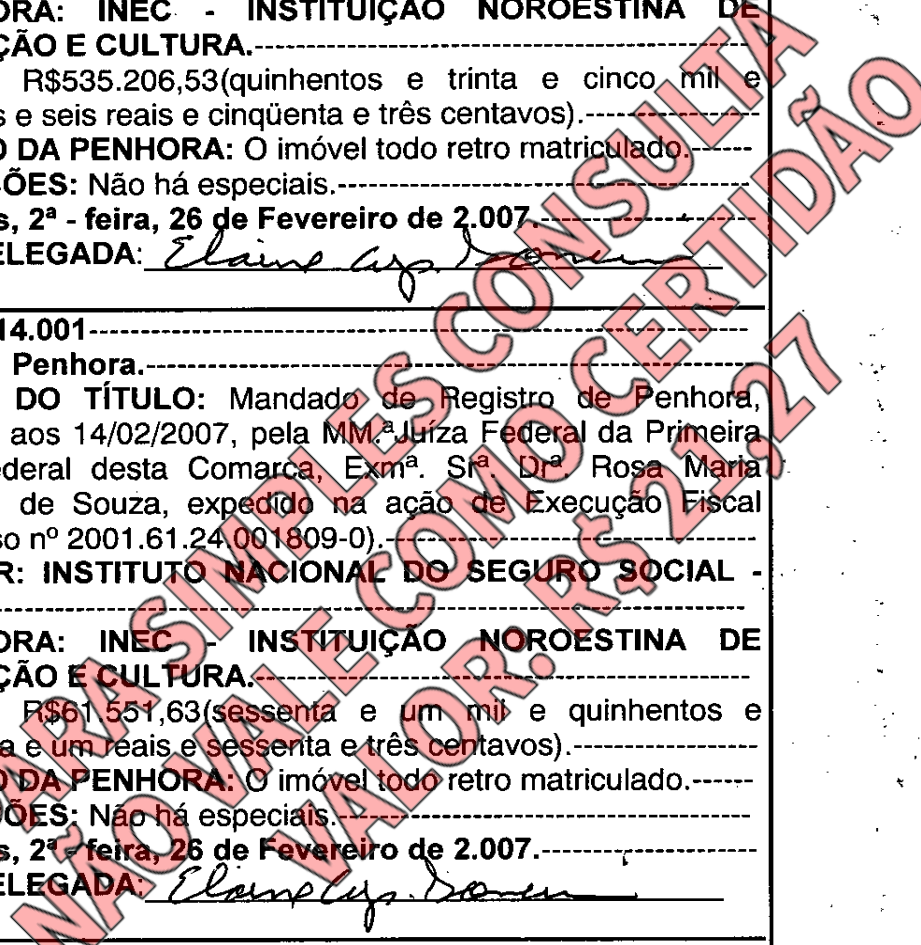 ORA: INEC - INSTITUIÇÃO NOROESTINA DE
ÇÃO E CULTURA.------------------------------------------------
R$535.206,53(quinhentos e trinta e cinco mil e
s e seis reais e cinqüenta e três centavos).-----------------
O DA PENHORA: O imóvel todo retro matriculado.------
ÕES: Não há especiais.----------------------------------------
s, 2ª - feira, 26 de Fevereiro de 2.007.---------------------
ELEGADA:
14.001----------------------------------------------------------------
Penhora.-----------------------------------------------------------
DO TÍTULO: Mandado de Registro de Penhora,
aos 14/02/2007, pela MM.ªJuíza Federal da Primeira
ederal desta Comarca, Exmª. Srª. Drª. Rosa Maria
de Souza, expedido na ação de Execução Fiscal
so nº 2001.61.24.001809-0).------------------------------------
R: INSTITUTO NACIONAL DO SEGURO SOCIAL -
--------------------------------------------------------------------------
ORA: INEC - INSTITUIÇÃO NOROESTINA DE
ÇÃO E CULTURA.------------------------------------------------
R$61.551,63(sessenta e um mil e quinhentos e
a e um reais e sessenta e três centavos).------------------
O DA PENHORA: O imóvel todo retro matriculado.------
ÕES: Não há especiais.----------------------------------------
s, 2ª - feira, 26 de Fevereiro de 2.007.---------------------
ELEGADA:
PARA SIMPLES CONSULTA
NÃO VALE COMO CERTIDÃO
VALOR: R$ 21,27